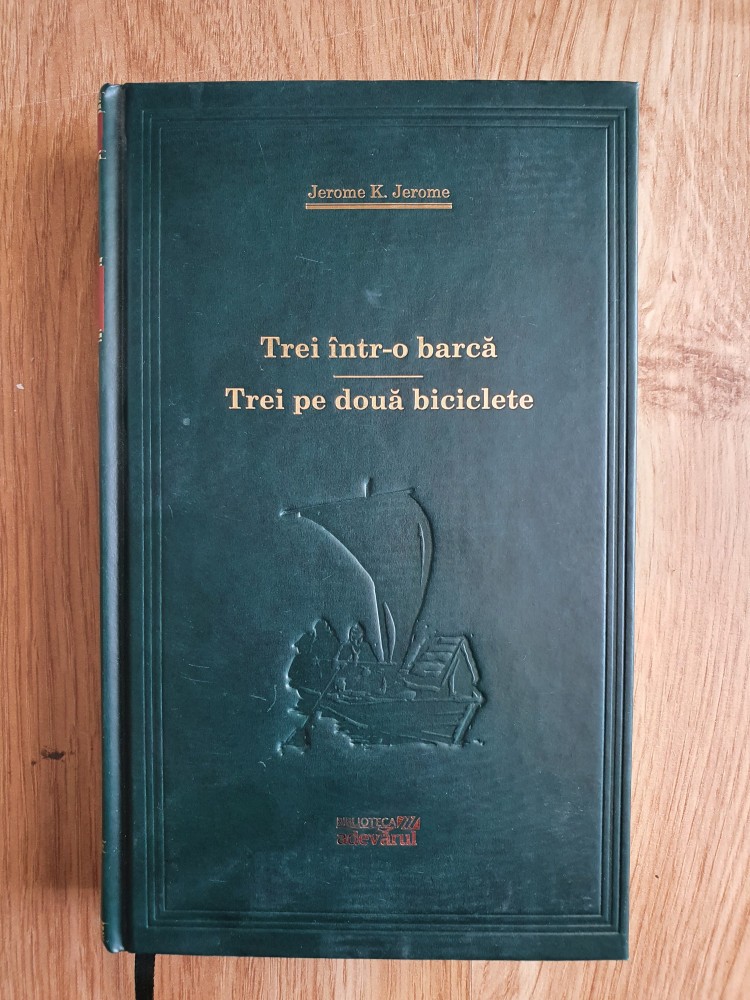 Jerome K. Jerome
Trei într-o barcă
Trei pe două biciclete
BIBLIOTECA
adevărul